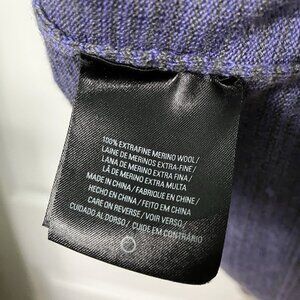 100% EXTRAFINE MERINO WOOL /
LAINE DE MERINOS EXTRA-FINE /
LANA DE MERINO EXTRA FINA /
LÃ DE MERINO EXTRA MULTA
MADE IN CHINA / FABRIQUE EN CHINE /
HECHO EN CHINA / FEITO EM CHINA
CARE ON REVERSE / VOIR VERSO /
CUIDADO AL DORSO / CUIDE EM CONTRÁRIO